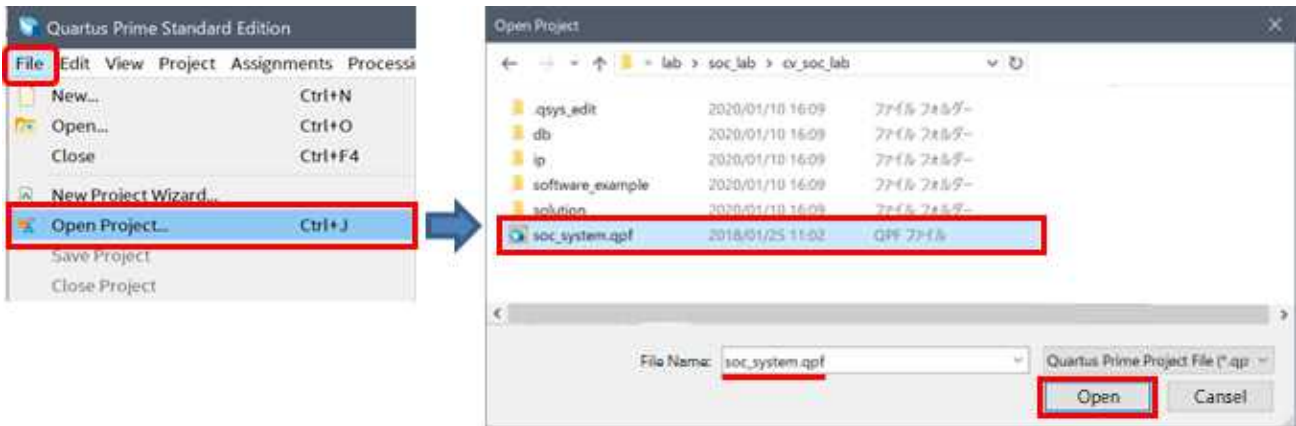 Quartus Prime Standard Edition
File Edit View Project Assignments Processi
New... Ctrl+N
Open... Ctrl+O
Close Ctrl+F4
New Project Wizard...
Open Project... Ctrl+J
Save Project
Close Project
Open Project
lab > soc_lab > cv_soc_lab
.qsys_edit 2020/01/10 16:09 ファイル フォルダー
db 2020/01/10 16:09 ファイル フォルダー
ip 2020/01/10 16:09 ファイル フォルダー
software_example 2020/01/10 16:09 ファイル フォルダー
solution 2020/01/10 16:09 ファイル フォルダー
soc_system.qpf 2018/01/25 11:02 QPF ファイル
File Name: soc_system.qpf Quartus Prime Project File (*.qp
Open Cansel